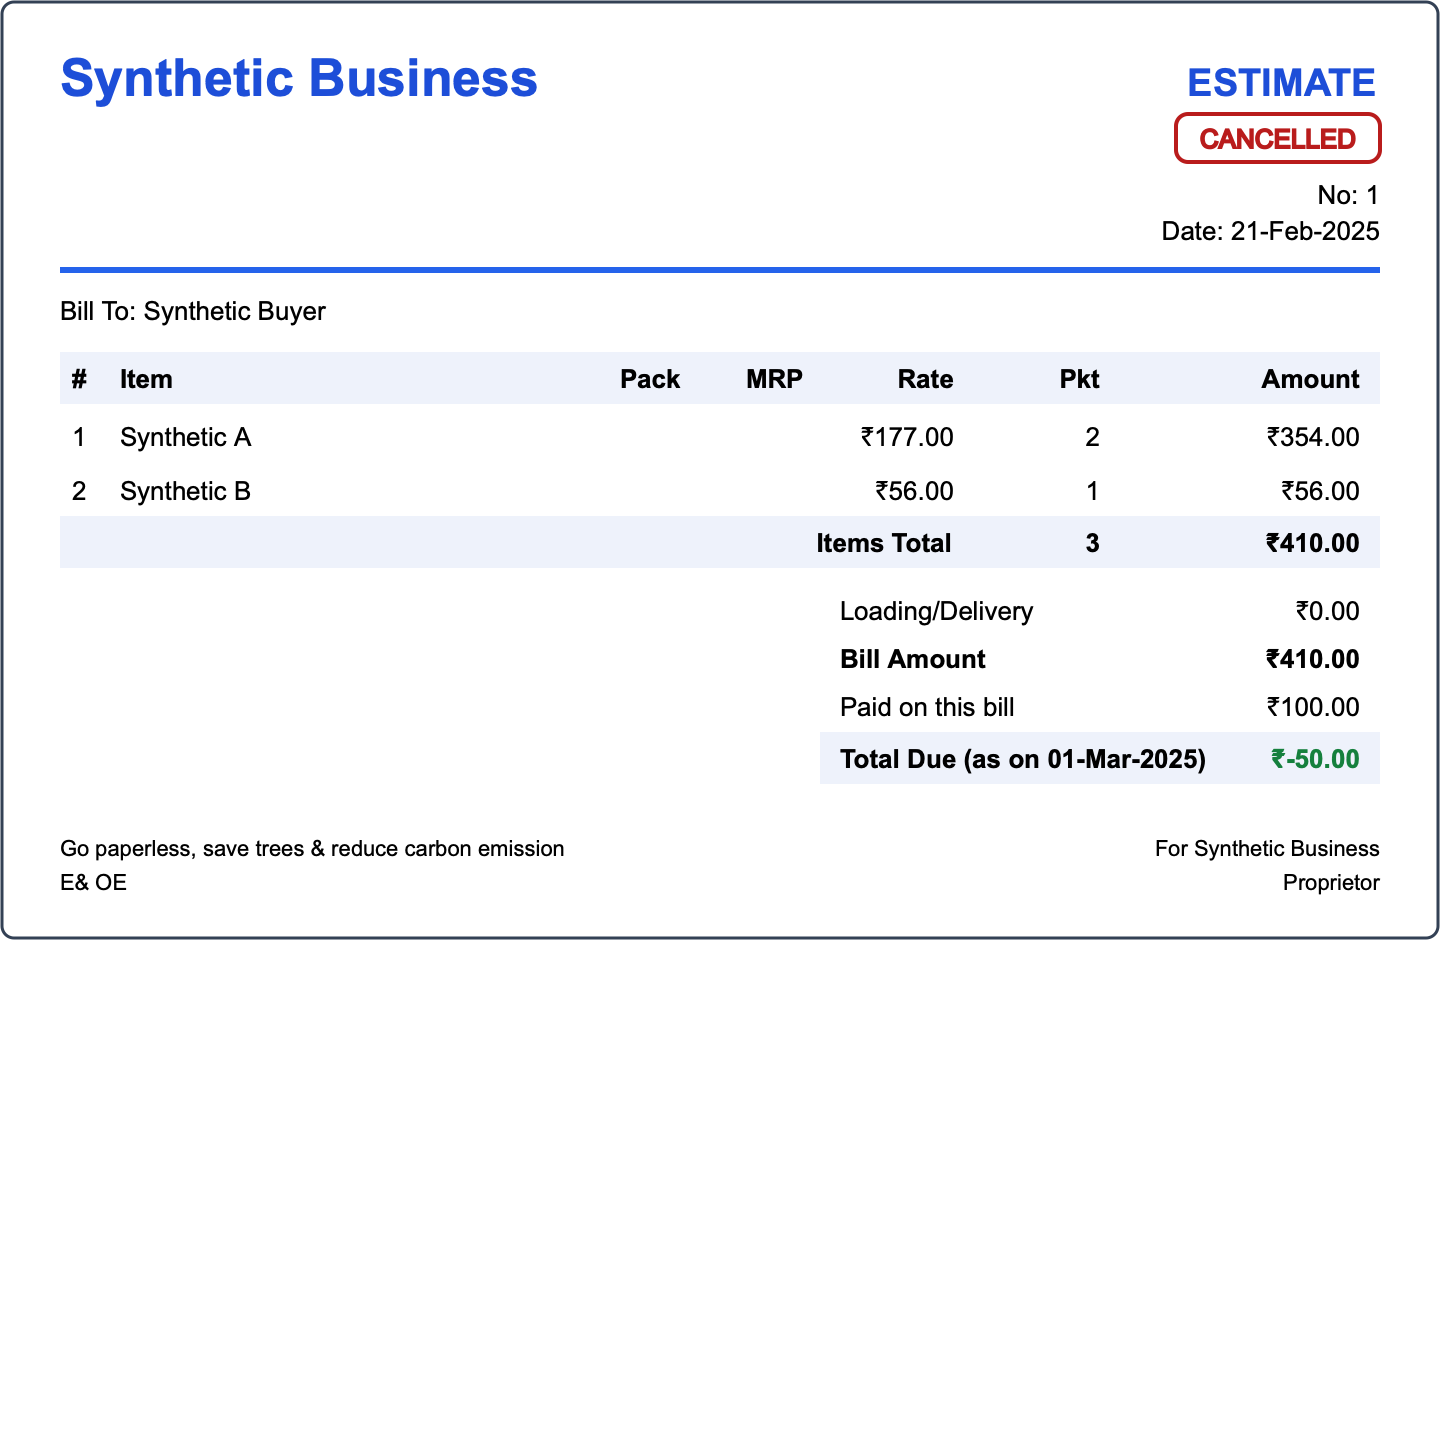 Synthetic Business
ESTIMATE
CANCELLED
No: 1
Date: 21-Feb-2025
Bill To: Synthetic Buyer
# Item Pack MRP Rate Pkt Amount
1 Synthetic A ₹177.00 2 ₹354.00
2 Synthetic B ₹56.00 1 ₹56.00
Items Total 3 ₹410.00
Loading/Delivery ₹0.00
Bill Amount ₹410.00
Paid on this bill ₹100.00
Total Due (as on 01-Mar-2025) ₹-50.00
Go paperless, save trees & reduce carbon emission
E& OE
For Synthetic Business
Proprietor